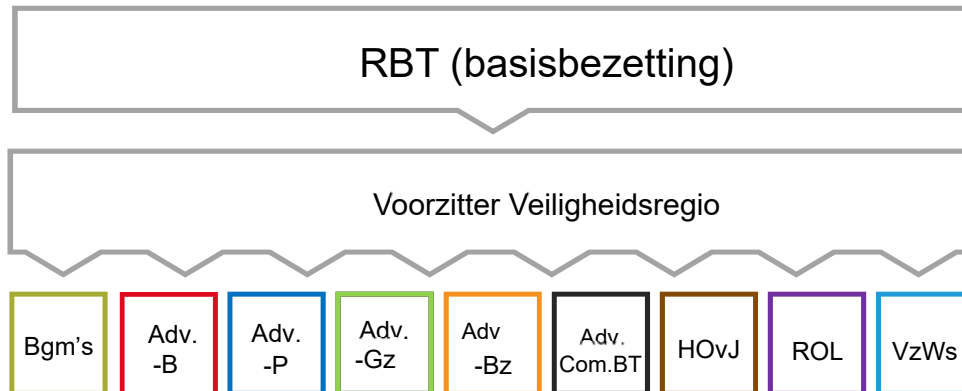 RBT (basisbezetting)
Voorzitter Veiligheidsregio
Bgm's
Adv.
-B
Adv.
-P
Adv.
-Gz
Adv
-Bz
Adv.
Com.BT
HOvJ
ROL
VzWs